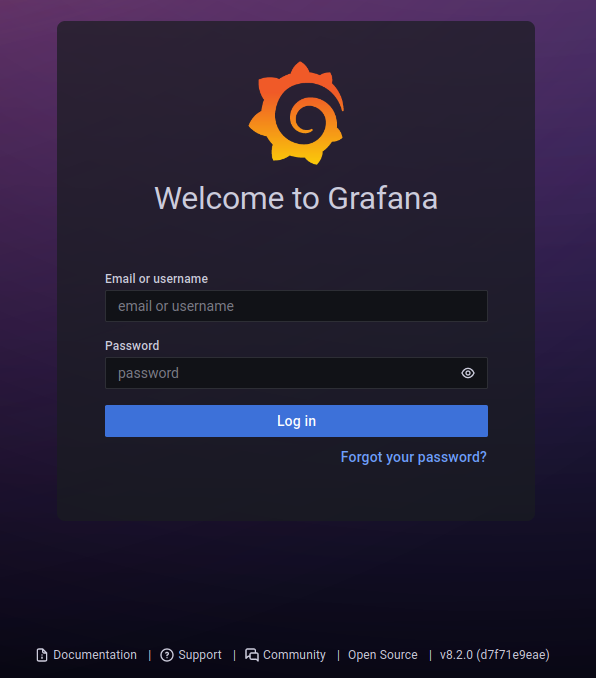 Welcome to Grafana
Email or username
email or username
Password
password
Log in
Forgot your password?
Documentation | Support | Community | Open Source | v8.2.0 (d7f71e9eae)